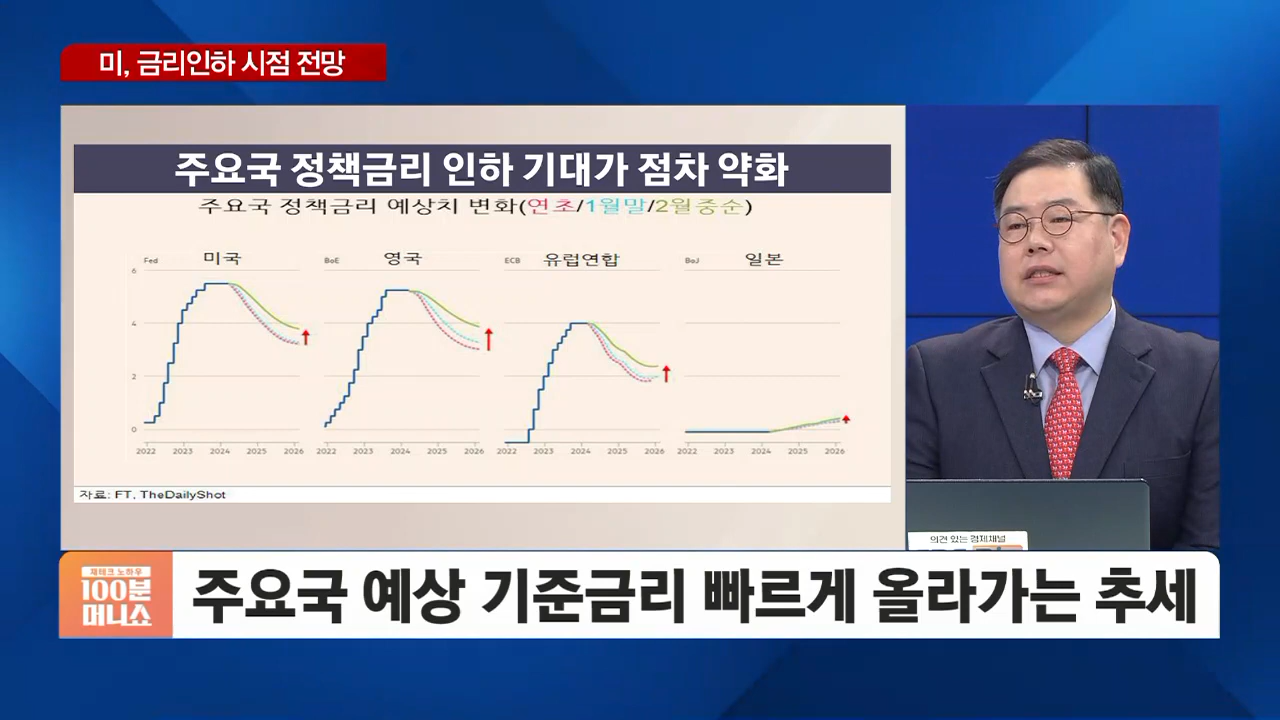 미, 금리인하 시점 전망
주요국 정책금리 인하 기대가 점차 약화
주요국 정책금리 예상치 변화(연초/1월말/2월중순)
Fed 미국
BoE 영국
ECB 유럽연합
BoJ 일본
6
4
2
0
2022 2023 2024 2025 2026
2022 2023 2024 2025 2026
2022 2023 2024 2025 2026
2022 2024 2025 2026
자료: FT, TheDailyShot
의견 있는 경제채널
재테크 노하우
100분
머니쇼
주요국 예상 기준금리 빠르게 올라가는 추세